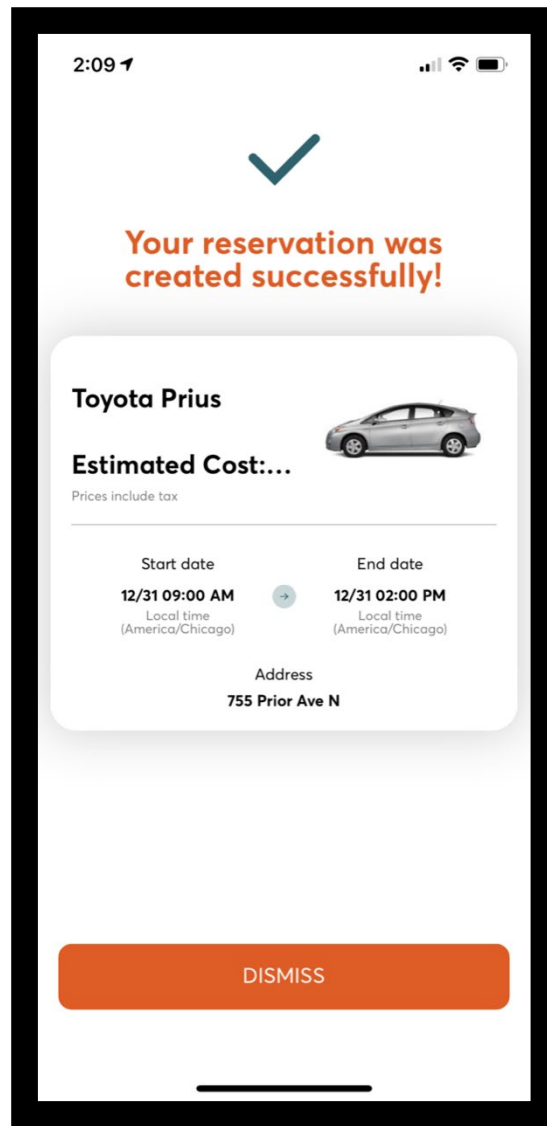 2:09
Your reservation was
created successfully!
Toyota Prius
Estimated Cost:...
Prices include tax
Start date
12/31 09:00 AM
Local time
(America/Chicago)
End date
12/31 02:00 PM
Local time
(America/Chicago)
Address
755 Prior Ave N
DISMISS